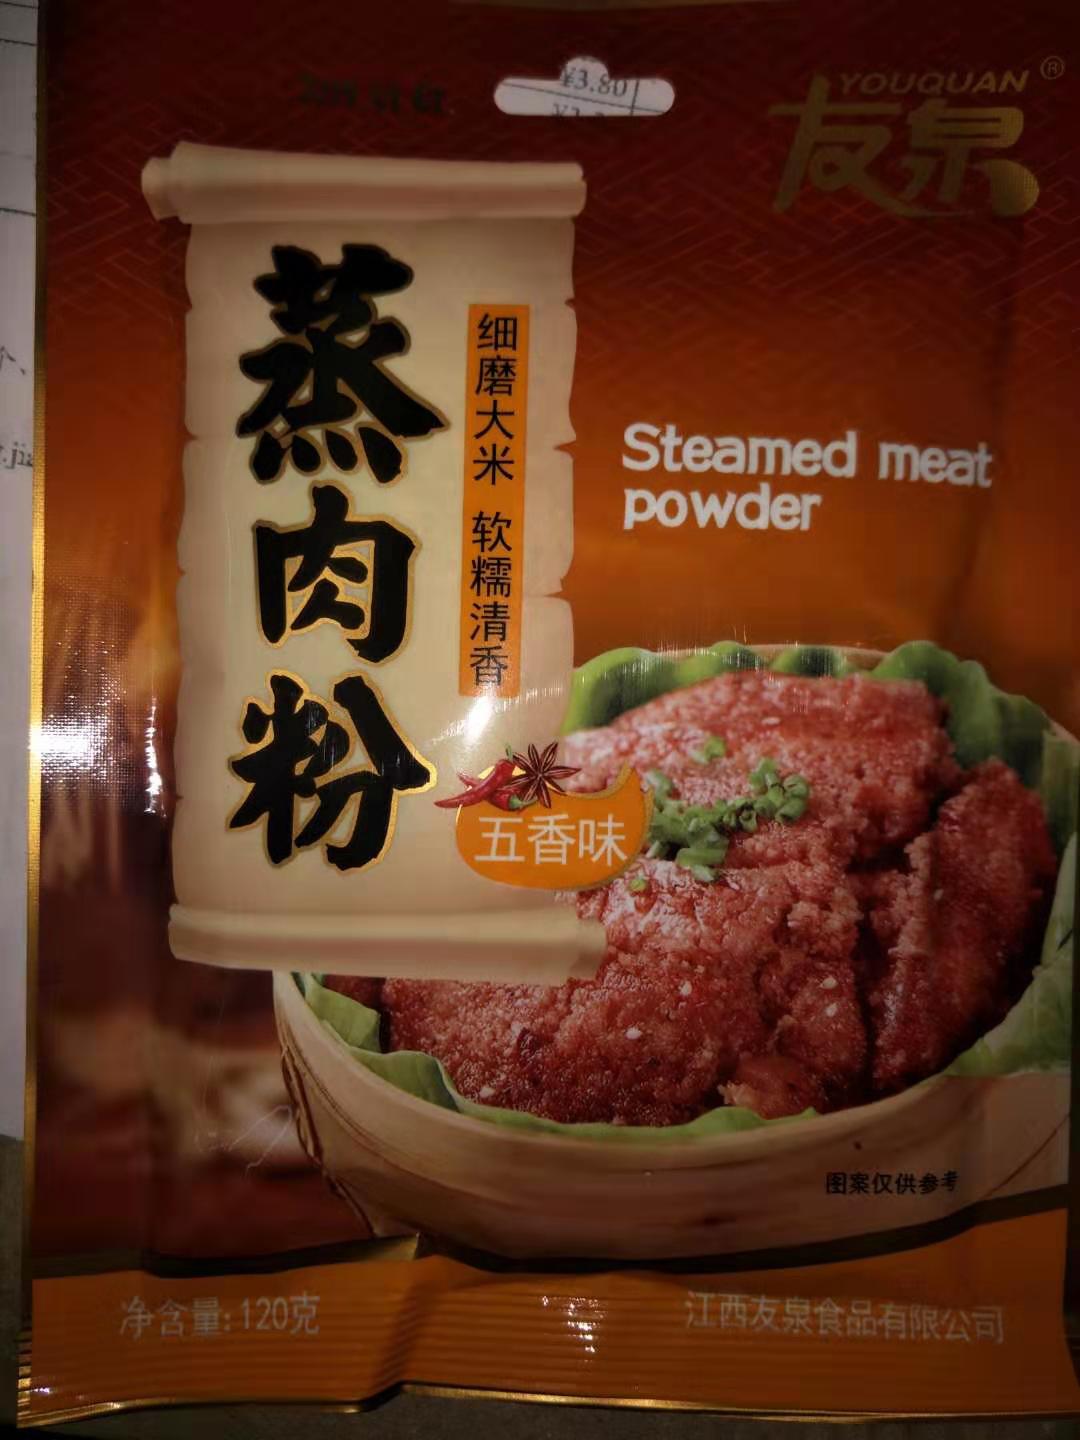 ¥3.80
YOUQUAN®
友泉
蒸肉粉
细磨大米 软糯清香
Steamed meat
powder
五香味
图案仅供参考
净含量:120克
江西友泉食品有限公司